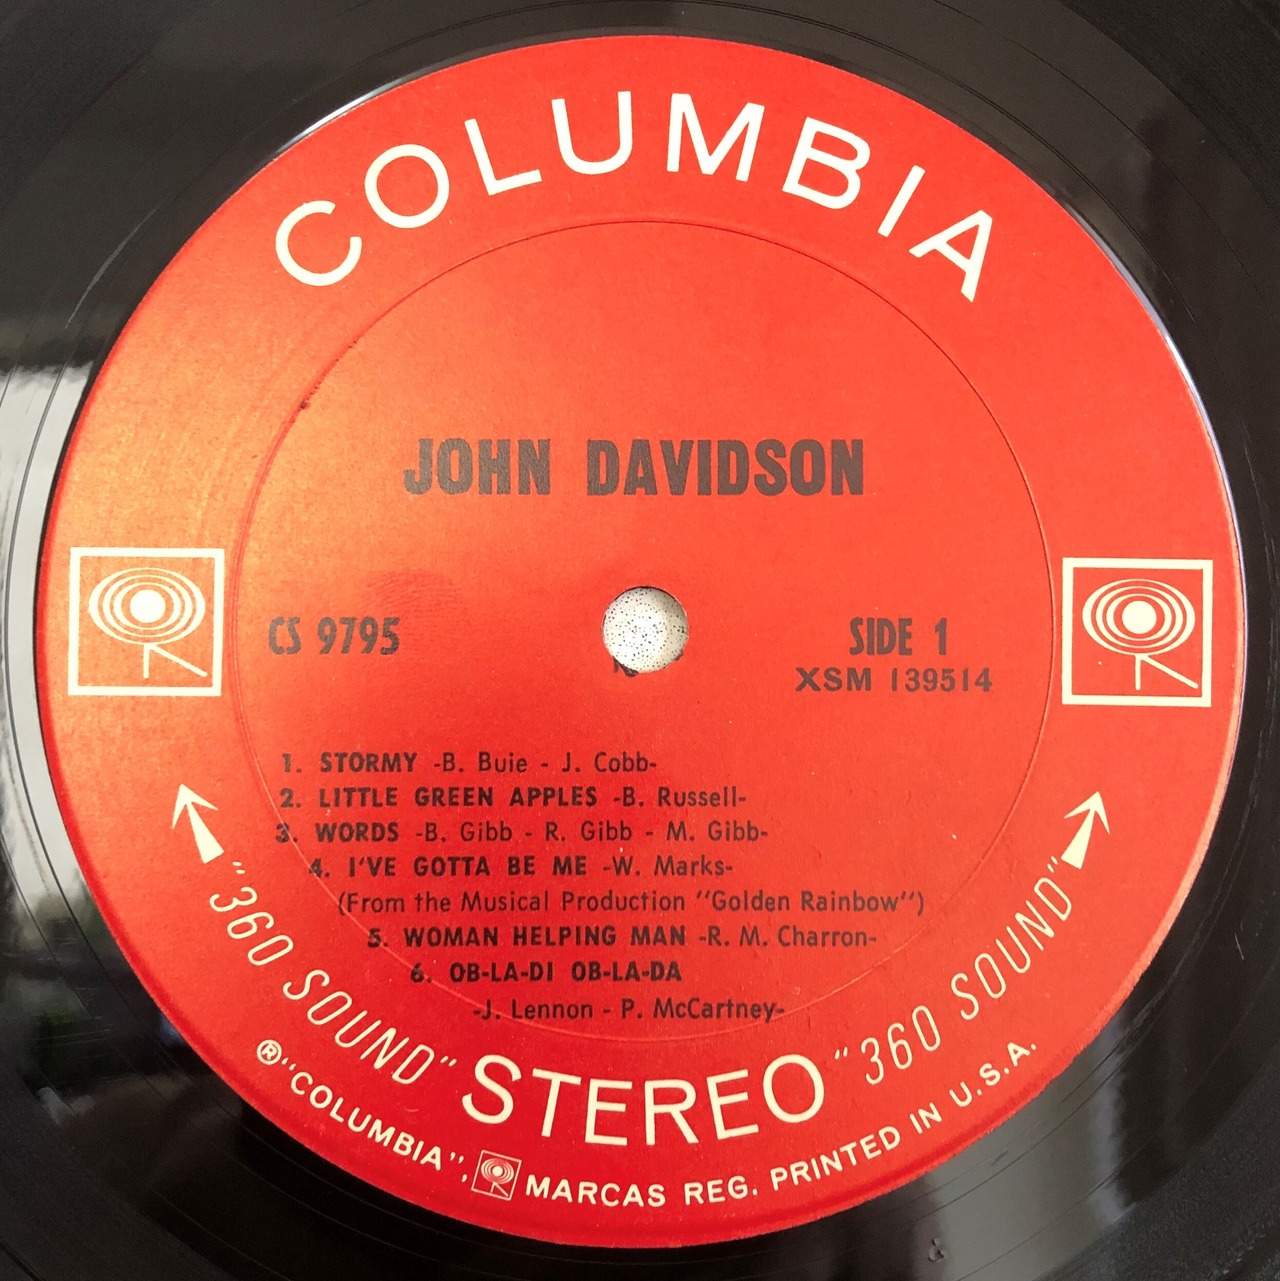 COLUMBIA
JOHN DAVIDSON
CS 9795
SIDE 1
XSM 139514
1. STORMY -B. Buie - J. Cobb-
2. LITTLE GREEN APPLES -B. Russell-
3. WORDS -B. Gibb - R. Gibb - M. Gibb-
4. I'VE GOTTA BE ME -W. Marks-
(From the Musical Production "Golden Rainbow")
5. WOMAN HELPING MAN -R. M. Charron-
6. OB-LA-DI OB-LA-DA
-J. Lennon - P. McCartney-
"360 SOUND" STEREO "360 SOUND"
® "COLUMBIA", MARCAS REG. PRINTED IN U.S.A.